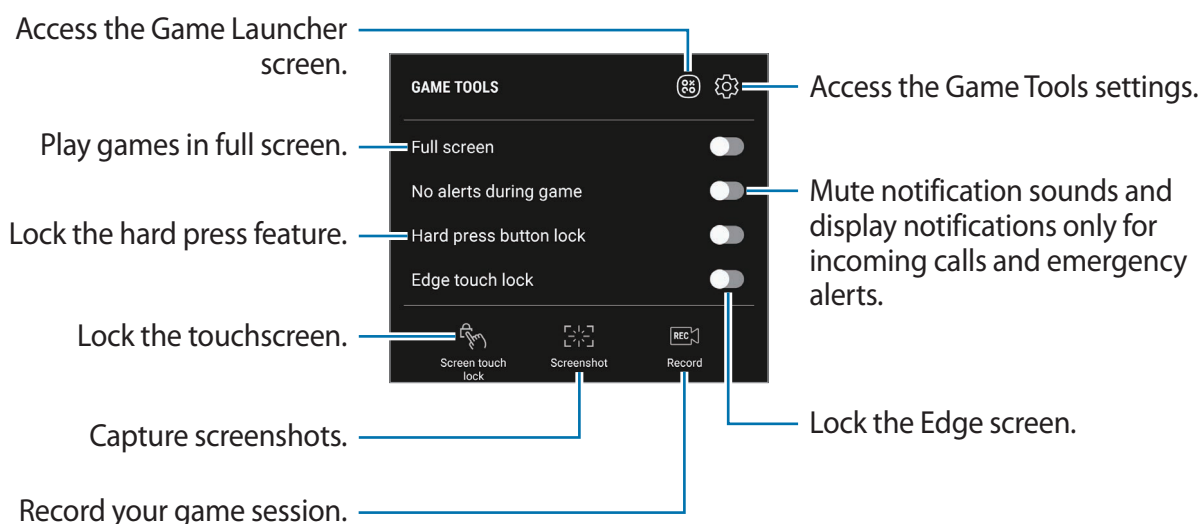 Access the Game Launcher
screen.
GAME TOOLS
Access the Game Tools settings.
Play games in full screen.
Full screen
No alerts during game
Mute notification sounds and
display notifications only for
incoming calls and emergency
alerts.
Lock the hard press feature.
Hard press button lock
Edge touch lock
Lock the touchscreen.
REC
Screen touch
lock
Screenshot
Record
Lock the Edge screen.
Capture screenshots.
Record your game session.